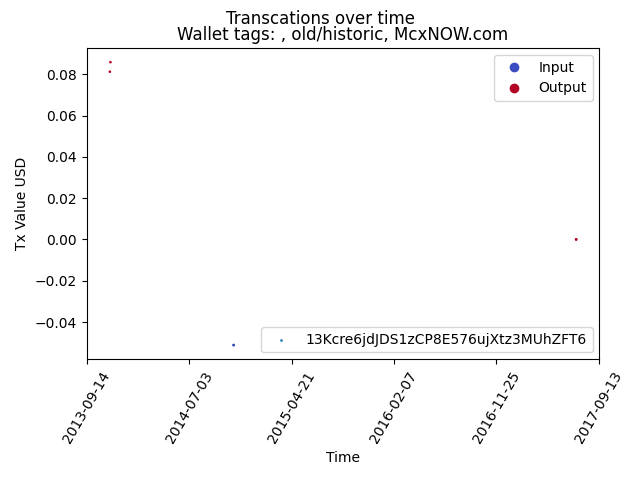 Transcations over time
Wallet tags: , old/historic, McxNOW.com
Tx Value USD
0.08
0.06
0.04
0.02
0.00
−0.02
−0.04
Input
Output
13Kcre6jdJDS1zCP8E576ujXtz3MUhZFT6
2013-09-14
2014-07-03
2015-04-21
2016-02-07
2016-11-25
2017-09-13
Time